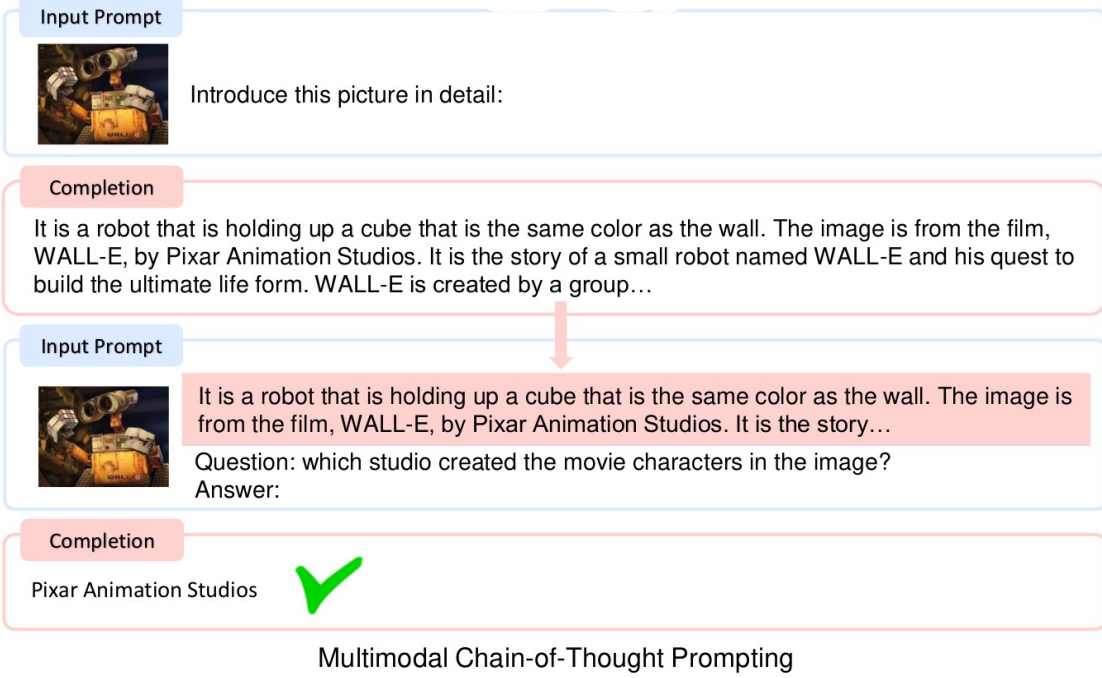 Input Prompt
WALL•E
Introduce this picture in detail:
Completion
It is a robot that is holding up a cube that is the same color as the wall. The image is from the film,
WALL-E, by Pixar Animation Studios. It is the story of a small robot named WALL-E and his quest to
build the ultimate life form. WALL-E is created by a group…
Input Prompt
WALL•E
It is a robot that is holding up a cube that is the same color as the wall. The image is
from the film, WALL-E, by Pixar Animation Studios. It is the story…
Question: which studio created the movie characters in the image?
Answer:
Completion
Pixar Animation Studios
Multimodal Chain-of-Thought Prompting